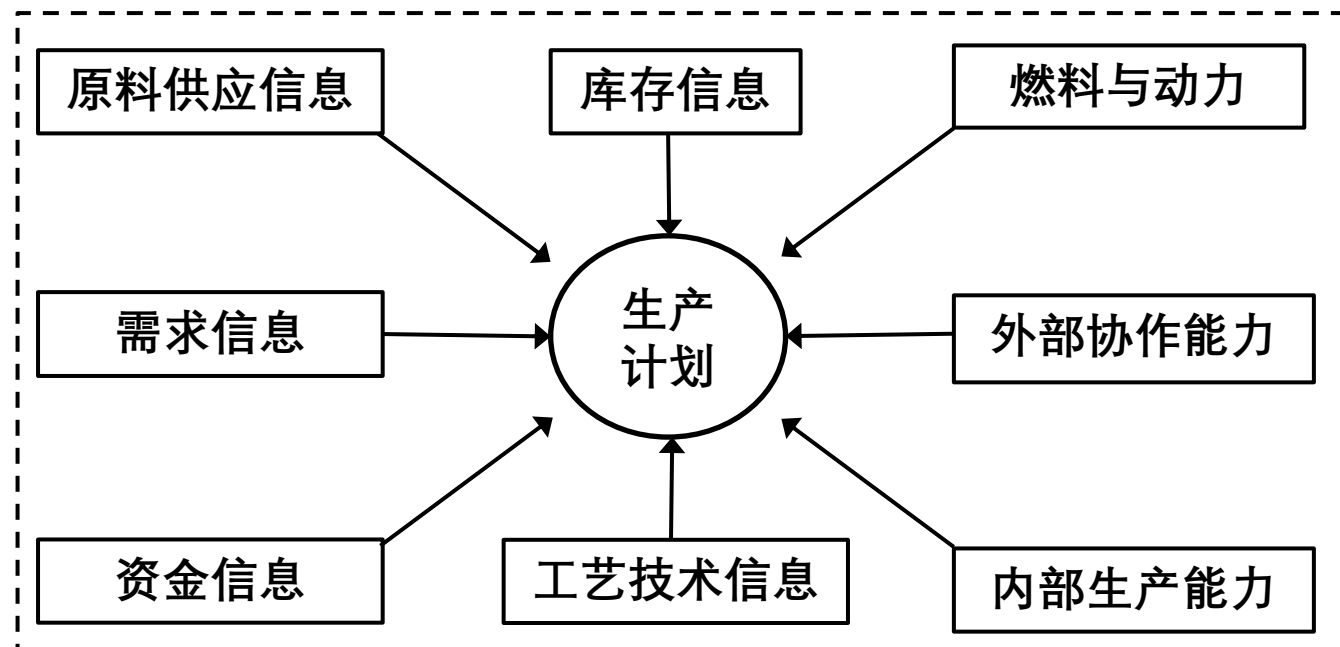 原料供应信息
库存信息
燃料与动力
需求信息
生产
计划
外部协作能力
资金信息
工艺技术信息
内部生产能力